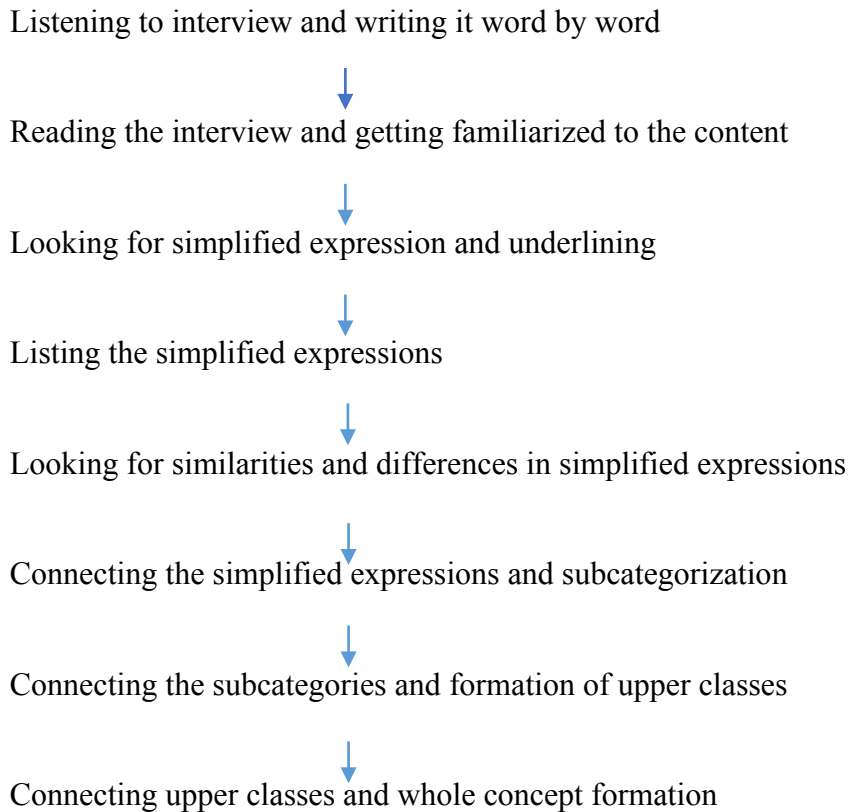 Listening to interview and writing it word by word
Reading the interview and getting familiarized to the content
Looking for simplified expression and underlining
Listing the simplified expressions
Looking for similarities and differences in simplified expressions
Connecting the simplified expressions and subcategorization
Connecting the subcategories and formation of upper classes
Connecting upper classes and whole concept formation